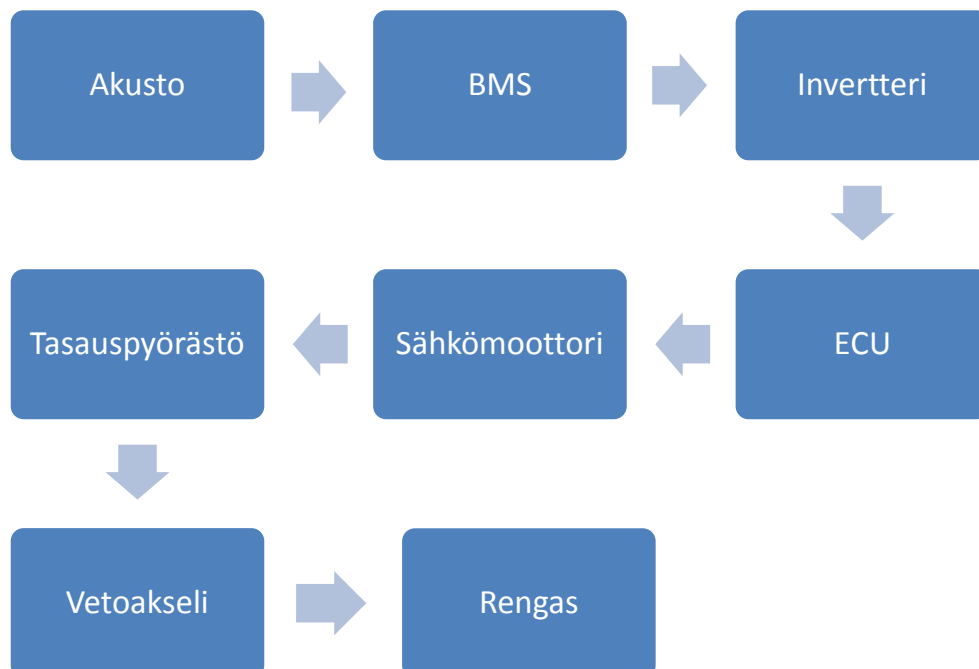 Akusto
BMS
Invertteri
ECU
Sähkömoottori
Tasauspyörästö
Vetoakseli
Rengas